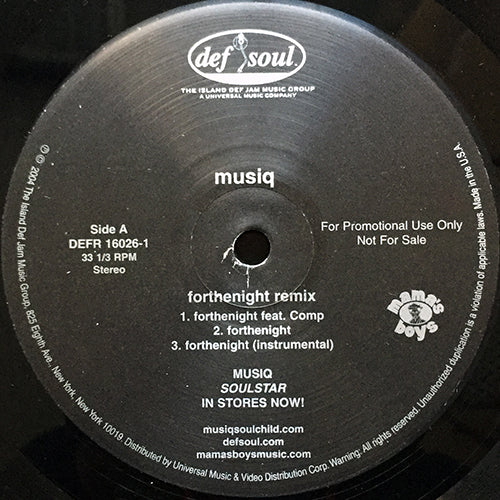 def soul.
THE ISLAND DEF JAM MUSIC GROUP
A UNIVERSAL MUSIC COMPANY
musiq
Side A
DEFR 16026-1
33 1/3 RPM
Stereo
For Promotional Use Only
Not For Sale
forthenight remix
1. forthenight feat. Comp
2. forthenight
3. forthenight (instrumental)
mama's
boys
MUSIQ
SOULSTAR
IN STORES NOW!
musiqsoulchild.com
defsoul.com
mamasboysmusic.com
℗ © 2004 The Island Def Jam Music Group, 825 Eighth Ave., New York, New York 10019. Distributed by Universal Music & Video Distribution Corp. Warning: All rights reserved. Unauthorized duplication is a violation of applicable laws. Made in the U.S.A.